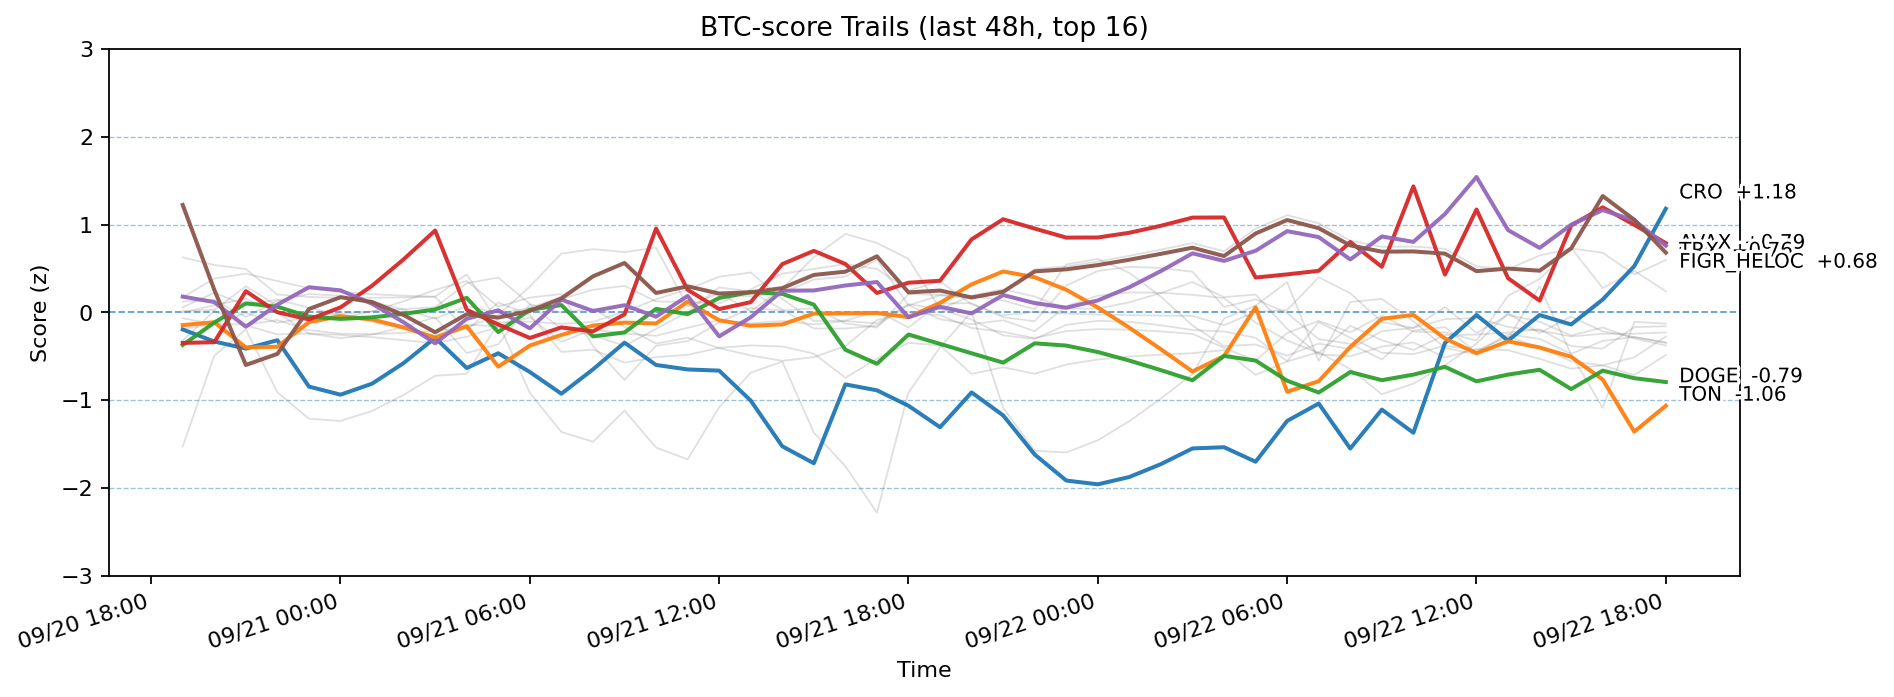 BTC-score Trails (last 48h, top 16)
Score (z)
3
2
1
0
−1
−2
−3
CRO +1.18
AVAX +0.79
FIGR_HELOC +0.68
DOGE -0.79
TON -1.06
09/20 18:00
09/21 00:00
09/21 06:00
09/21 12:00
09/21 18:00
09/22 00:00
09/22 06:00
09/22 12:00
09/22 18:00
Time